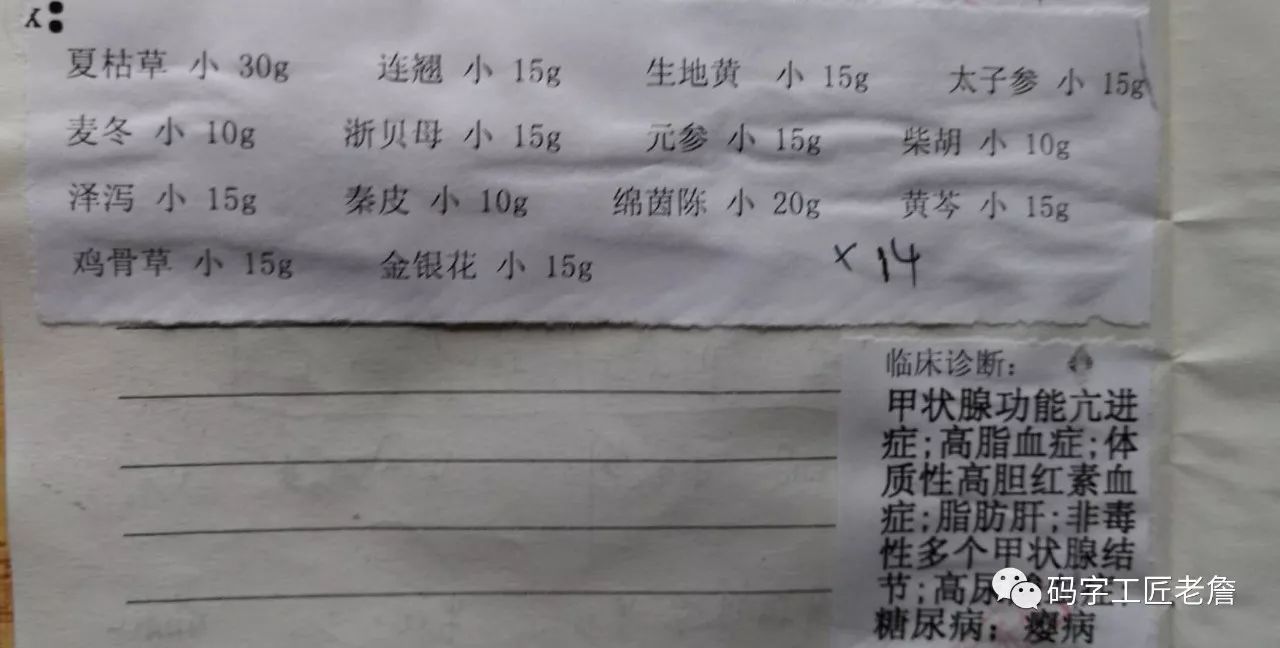 夏枯草 小 30g 连翘 小 15g 生地黄 小 15g 太子参 小 15g
麦冬 小 10g 浙贝母 小 15g 元参 小 15g 柴胡 小 10g
泽泻 小 15g 秦皮 小 10g 绵茵陈 小 20g 黄芩 小 15g
鸡骨草 小 15g 金银花 小 15g
×14
临床诊断:
甲状腺功能亢进
症;高脂血症;体
质性高胆红素血
症;脂肪肝;非毒
性多个甲状腺结
节;高尿
糖尿病; 瘿病
码字工匠老詹